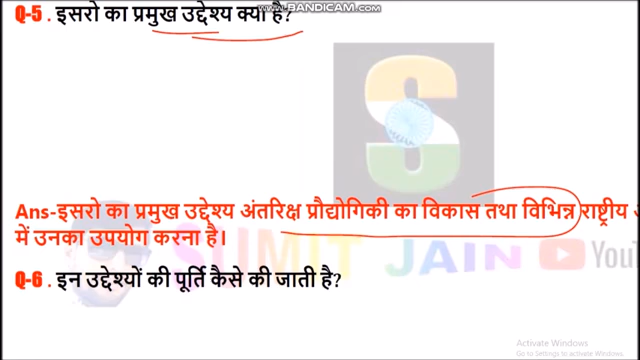 www.BANDICAM.com
Q-5 . इसरो का प्रमुख उद्देश्य क्या है?
S
Ans-इसरो का प्रमुख उद्देश्य अंतरिक्ष प्रौद्योगिकी का विकास तथा विभिन्न राष्ट्रीय
में उनका उपयोग करना है।
SUMIT JAIN YouT
Q-6 . इन उद्देश्यों की पूर्ति कैसे की जाती है?
Activate Windows
Go to Settings to activate Windows.